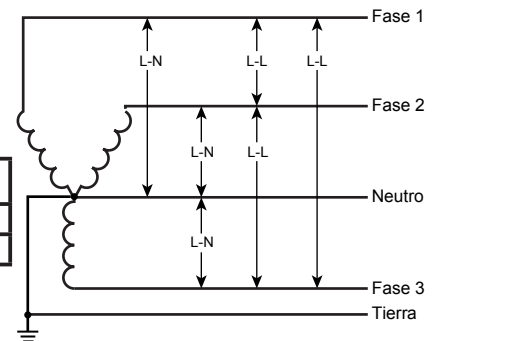 Fase 1
L-N
L-L
L-L
Fase 2
L-N
L-L
Neutro
L-N
Fase 3
Tierra